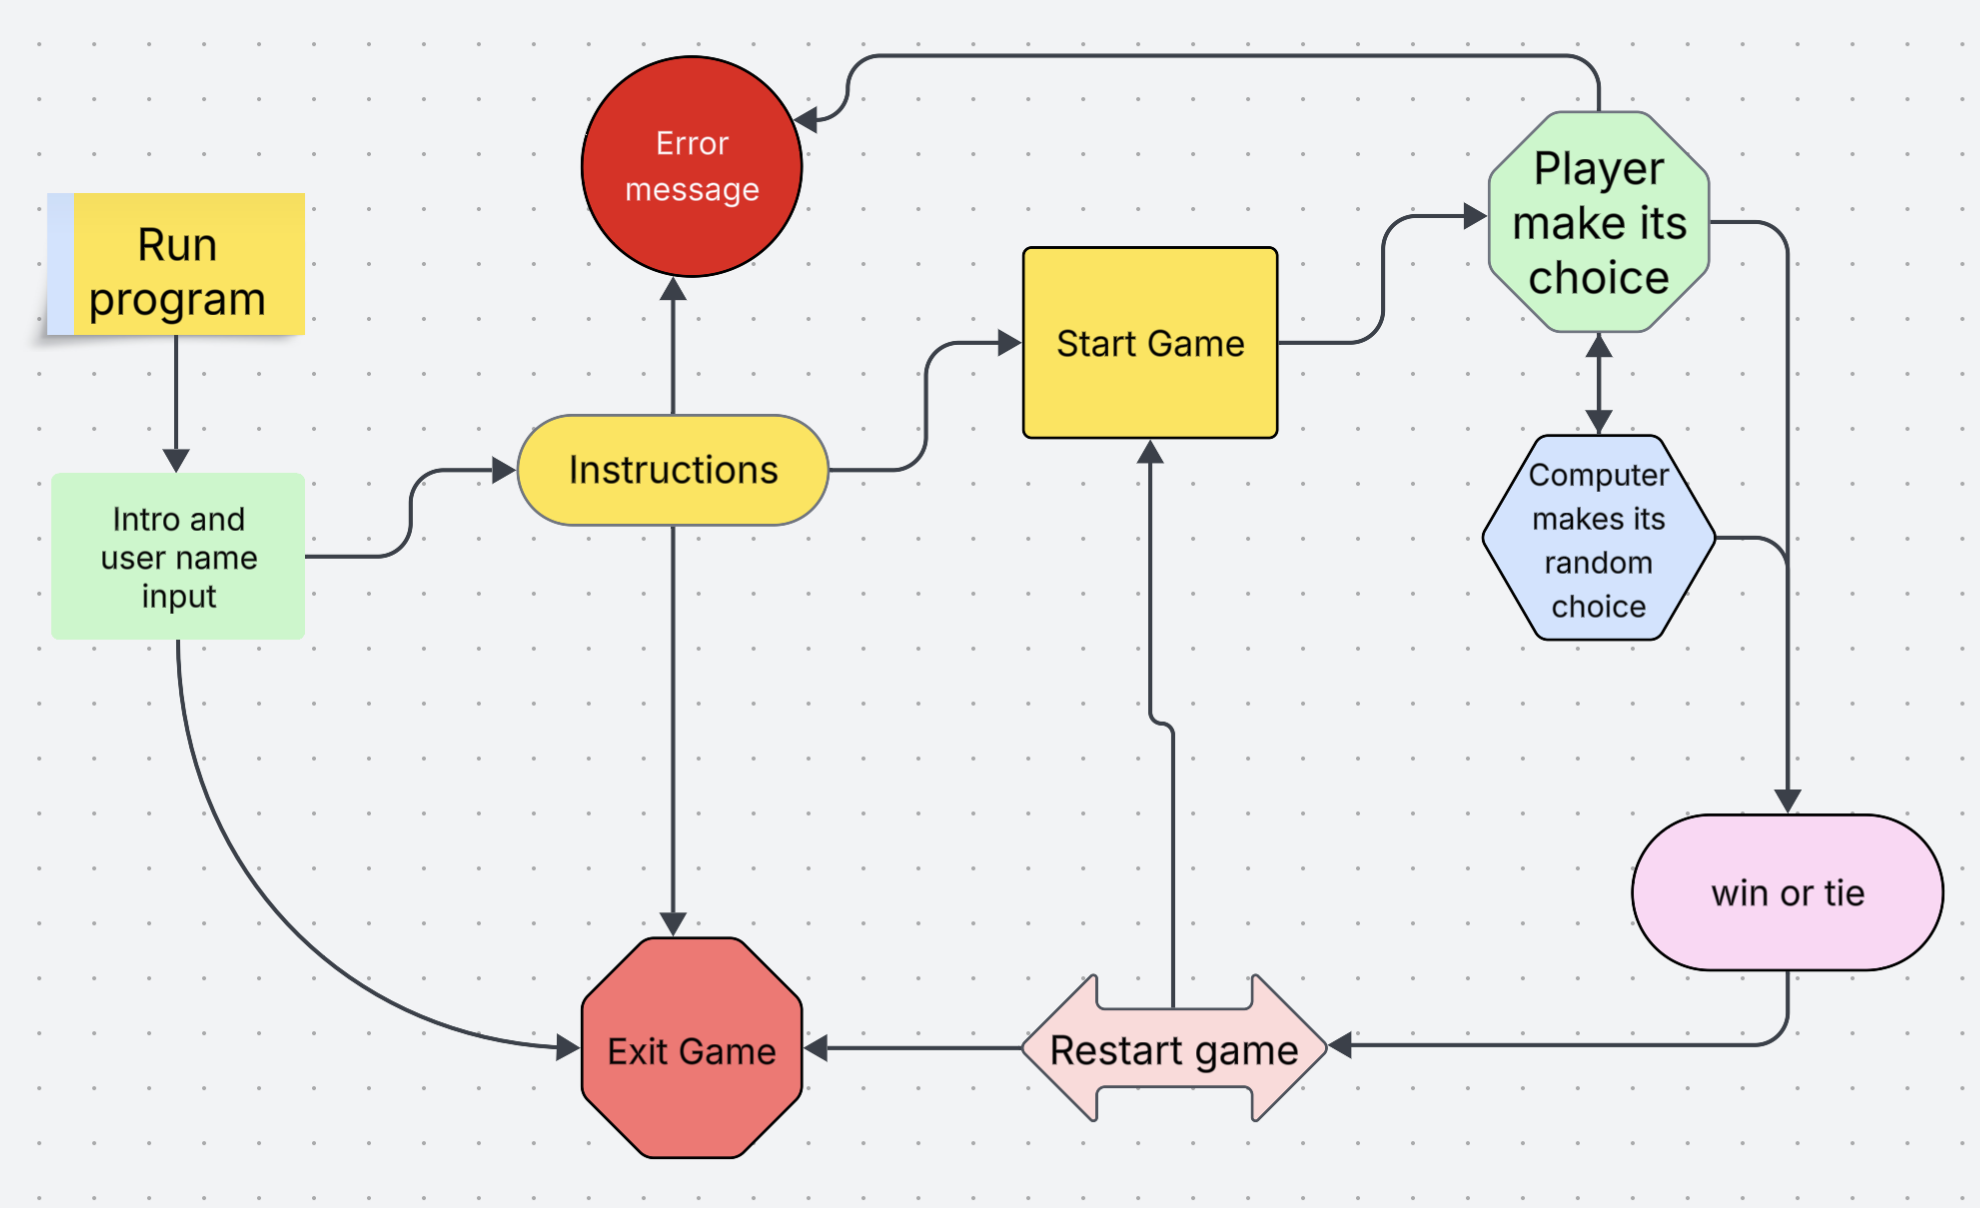 Run
program
Intro and
user name
input
Error
message
Instructions
Start Game
Player
make its
choice
Computer
makes its
random
choice
win or tie
Restart game
Exit Game